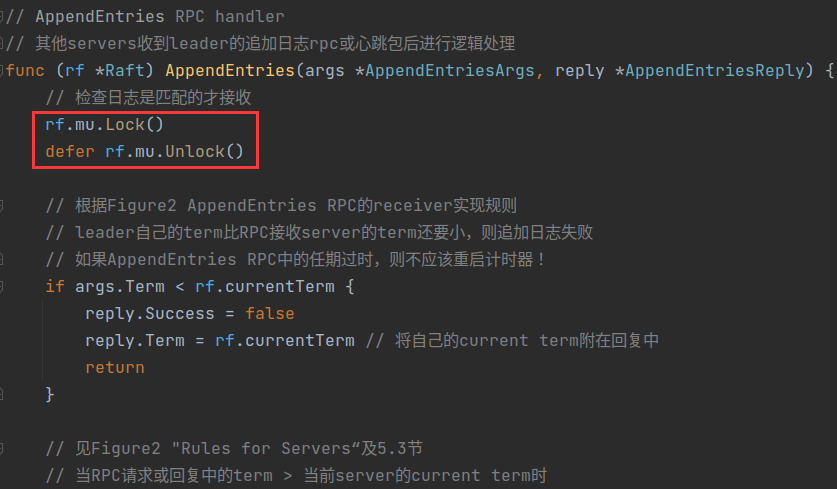 // AppendEntries RPC handler
// 其他servers收到leader的追加日志rpc或心跳包后进行逻辑处理
func (rf *Raft) AppendEntries(args *AppendEntriesArgs, reply *AppendEntriesReply) {
// 检查日志是匹配的才接收
rf.mu.Lock()
defer rf.mu.Unlock()
// 根据Figure2 AppendEntries RPC的receiver实现规则
// leader自己的term比RPC接收server的term还要小，则追加日志失败
// 如果AppendEntries RPC中的任期过时，则不应该重启计时器！
if args.Term < rf.currentTerm {
reply.Success = false
reply.Term = rf.currentTerm // 将自己的current term附在回复中
return
}
// 见Figure2 "Rules for Servers“及5.3节
// 当RPC请求或回复中的term > 当前server的current term时